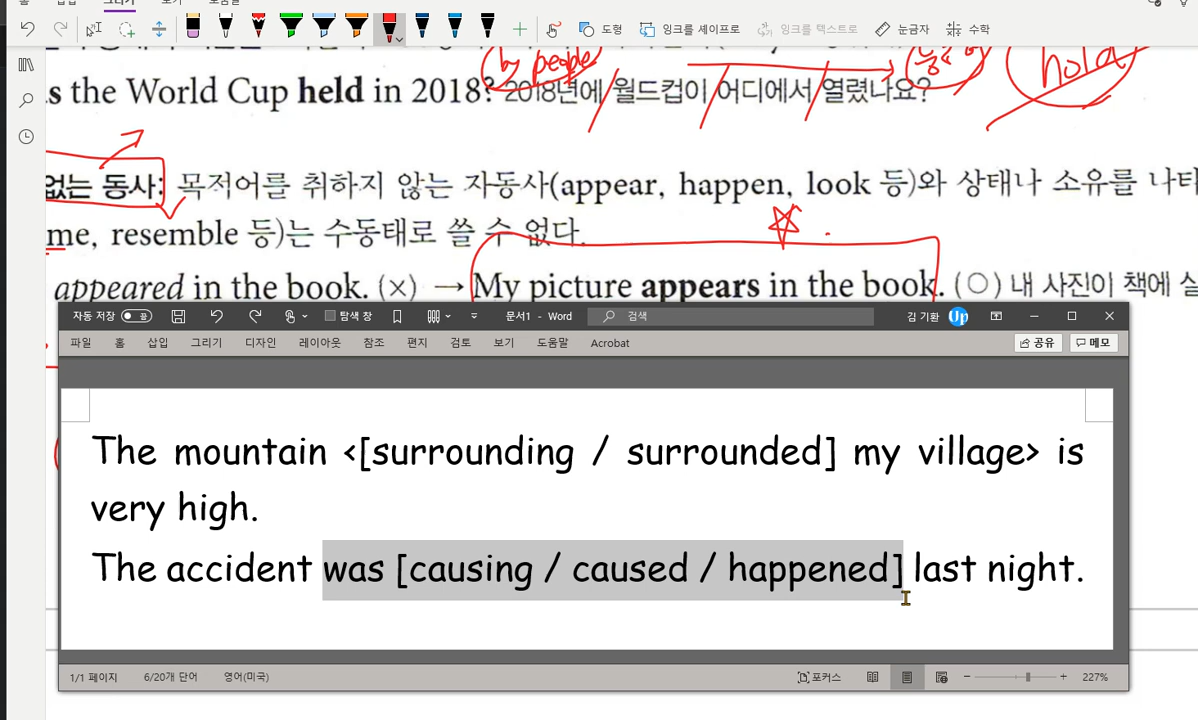 도형 잉크를 셰이프로 잉크를 텍스트로 눈금자 수학
by people
hold
s the World Cup held in 2018? 2018년에 월드컵이 어디에서 열렸나요?
없는 동사: 목적어를 취하지 않는 자동사(appear, happen, look 등)와 상태나 소유를 나타
me, resemble 등)는 수동태로 쓸 수 없다.
appeared in the book. (×) → My picture appears in the book. (○) 내 사진이 책에 실
자동 저장 끔 탐색 창 문서1 - Word 검색 김 기환 Up
파일 홈 삽입 그리기 디자인 레이아웃 참조 편지 검토 보기 도움말 Acrobat 공유 메모
The mountain <[surrounding / surrounded] my village> is
very high.
The accident was [causing / caused / happened] last night.
1/1 페이지 6/20개 단어 영어(미국) 포커스 227%